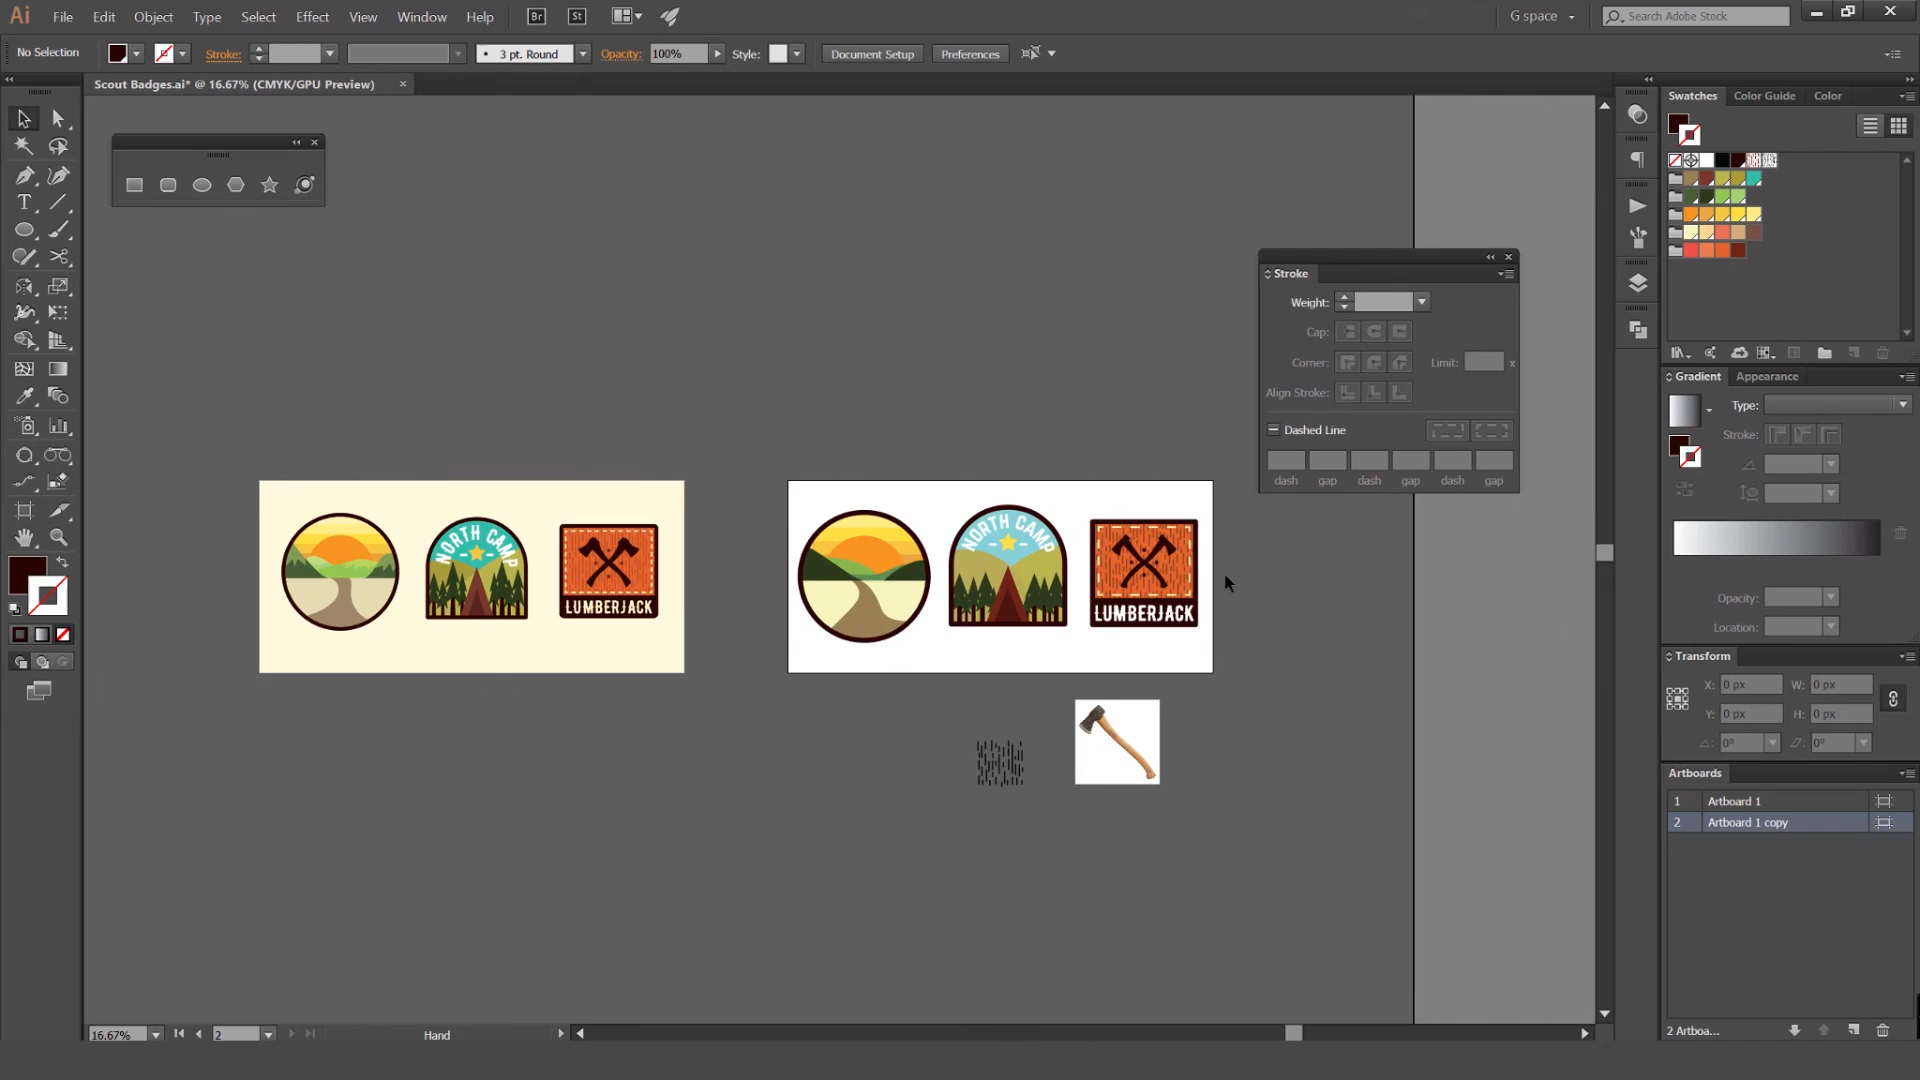 Ai File Edit Object Type Select Effect View Window Help Br St G space Search Adobe Stock
No Selection Stroke: 3 pt. Round Opacity: 100% Style: Document Setup Preferences
Scout Badges.ai* @ 16.67% (CMYK/GPU Preview)
Swatches Color Guide Color
Stroke
Weight:
Cap:
Corner: Limit: x
Align Stroke:
Dashed Line
dash gap dash gap dash gap
Gradient Appearance
Type:
Stroke:
Opacity:
Location:
NORTH CAMP
LUMBERJACK
NORTH CAMP
LUMBERJACK
Transform
X: 0 px W: 0 px
Y: 0 px H: 0 px
0° 0°
Artboards
1 Artboard 1
2 Artboard 1 copy
2 Artboa...
16.67% 2 Hand